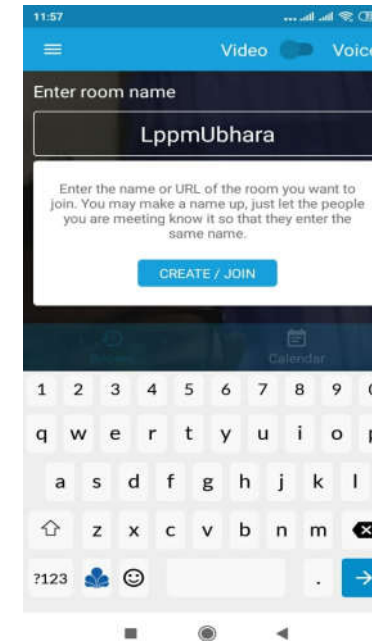 11:57
Video Voice
Enter room name
LppmUbhara
Enter the name or URL of the room you want to
join. You may make a name up, just let the people
you are meeting know it so that they enter the
same name.
CREATE / JOIN
Calendar
1 2 3 4 5 6 7 8 9
q w e r t y u i o p
a s d f g h j k l
z x c v b n m
?123 .